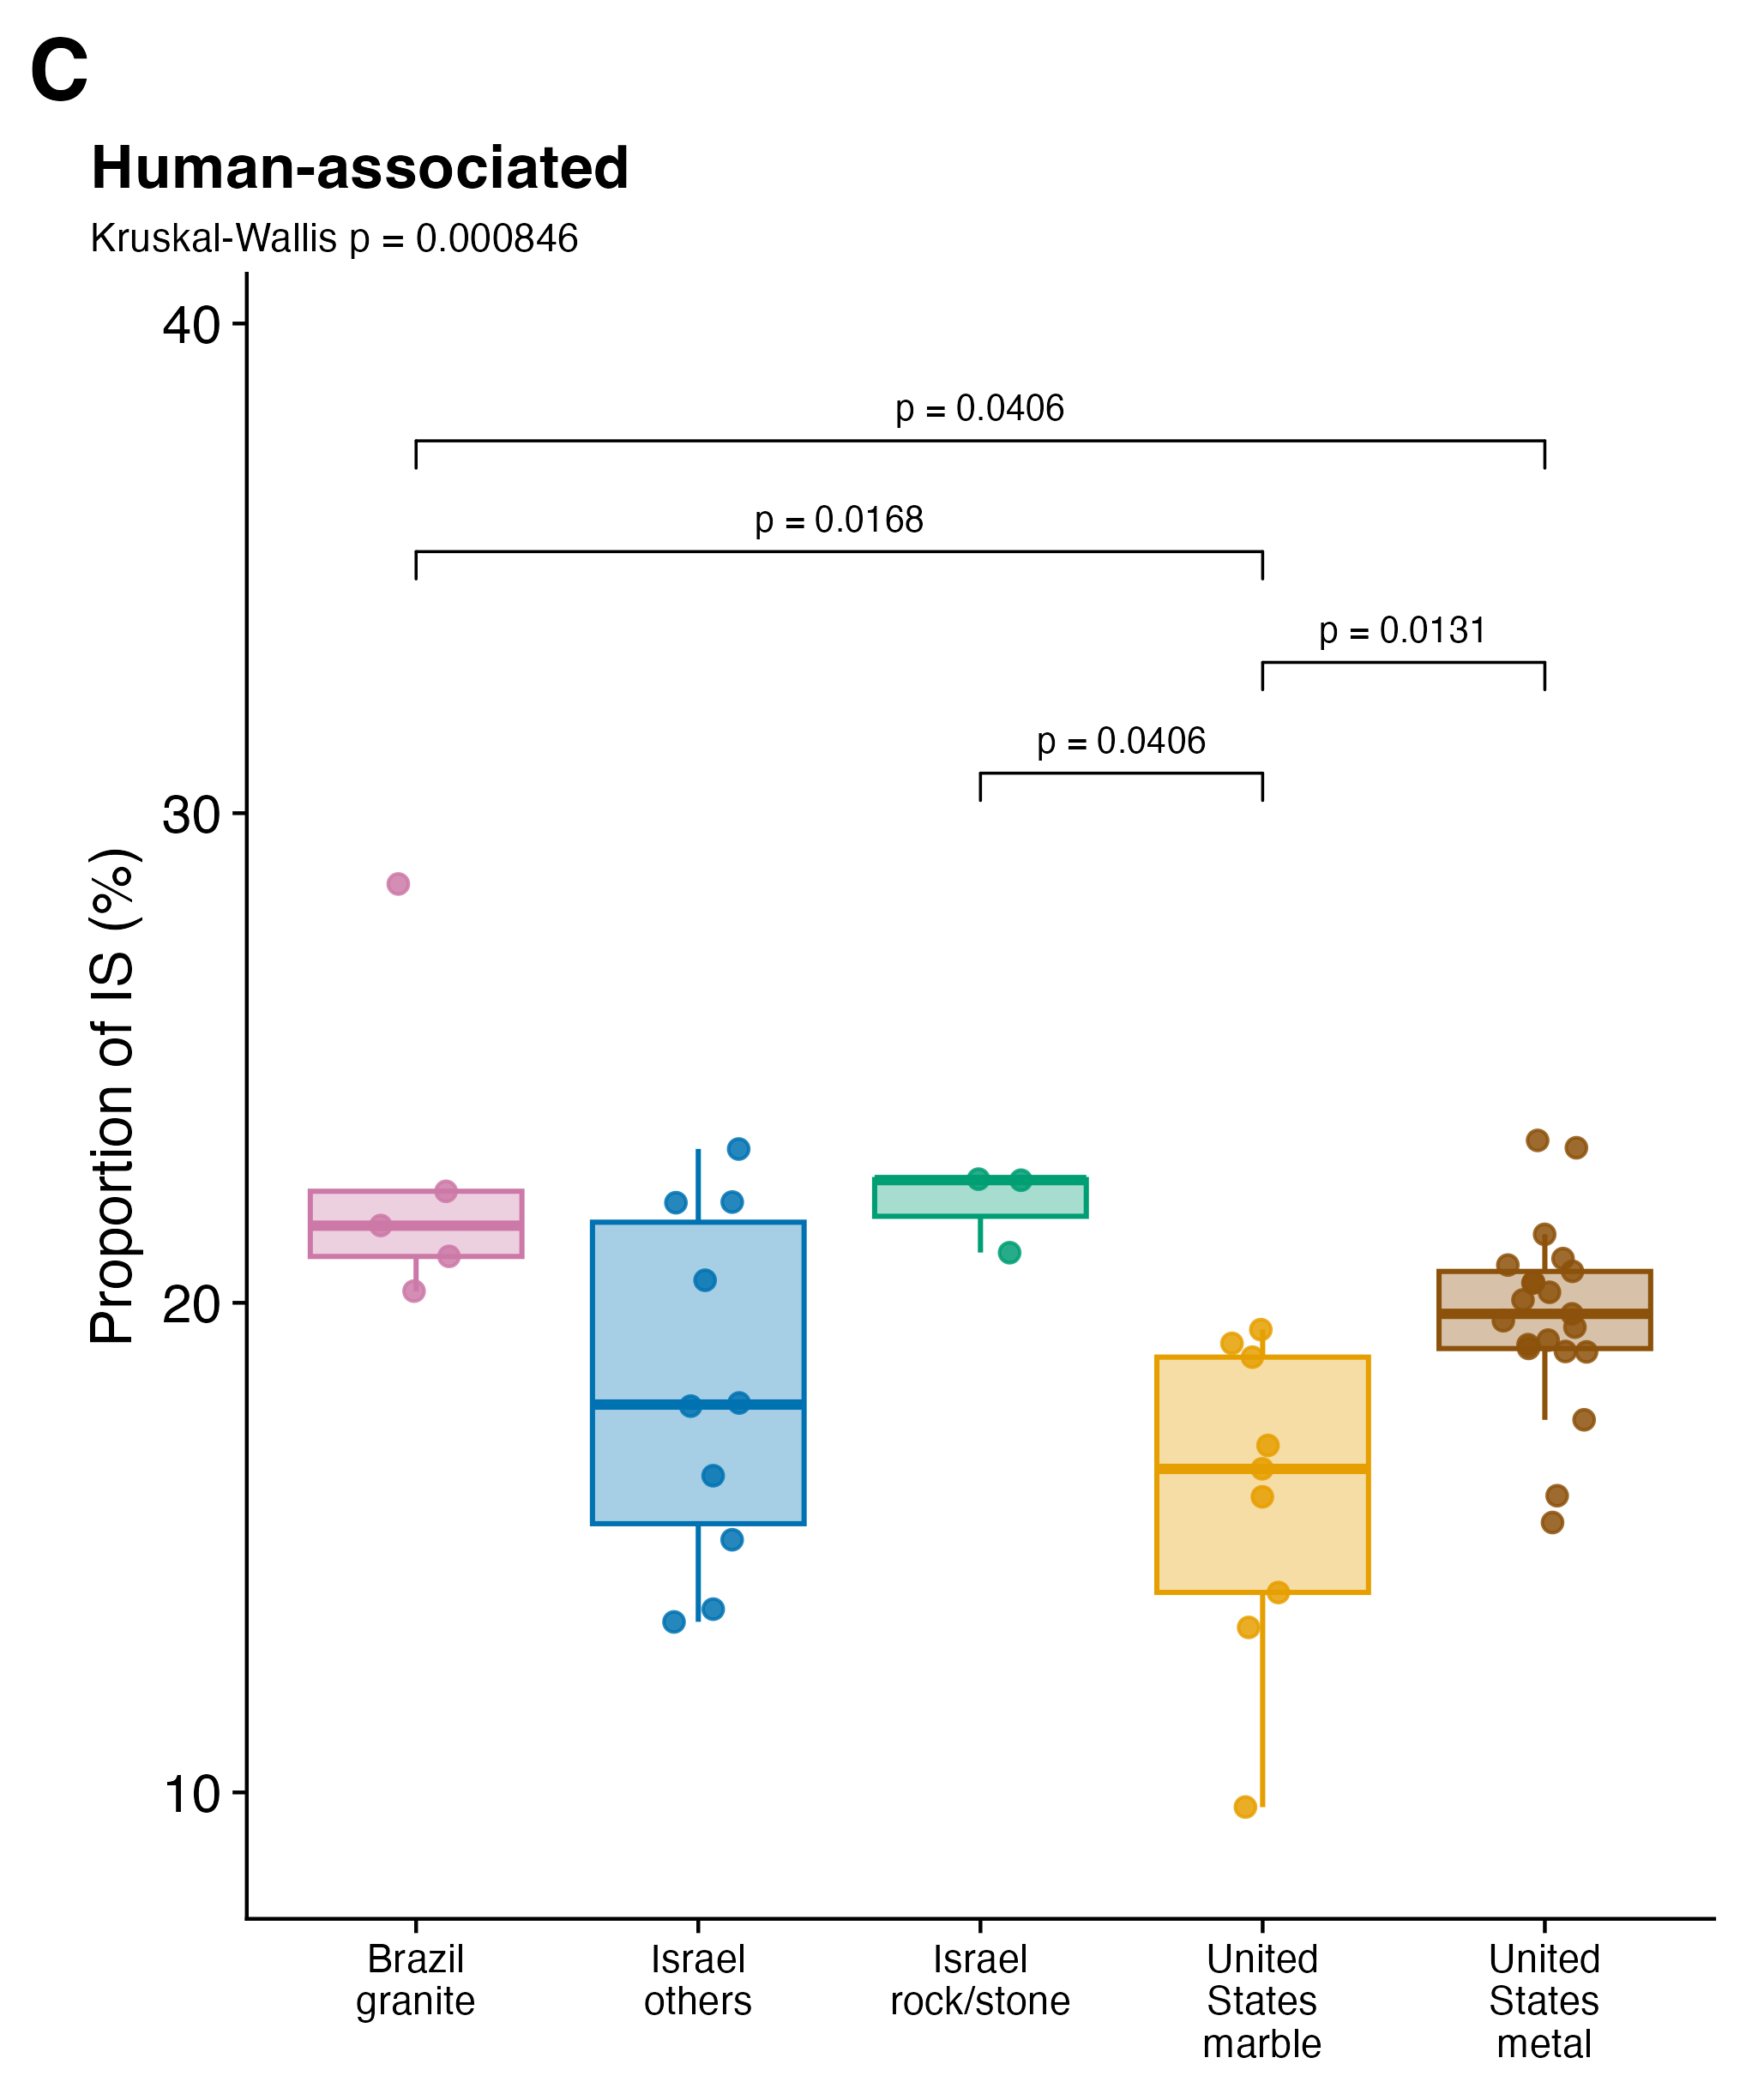 C
Human-associated
Kruskal-Wallis p = 0.000846
Proportion of IS (%)
40
30
20
10
p = 0.0406
p = 0.0168
p = 0.0131
p = 0.0406
Brazil
granite
Israel
others
Israel
rock/stone
United
States
marble
United
States
metal